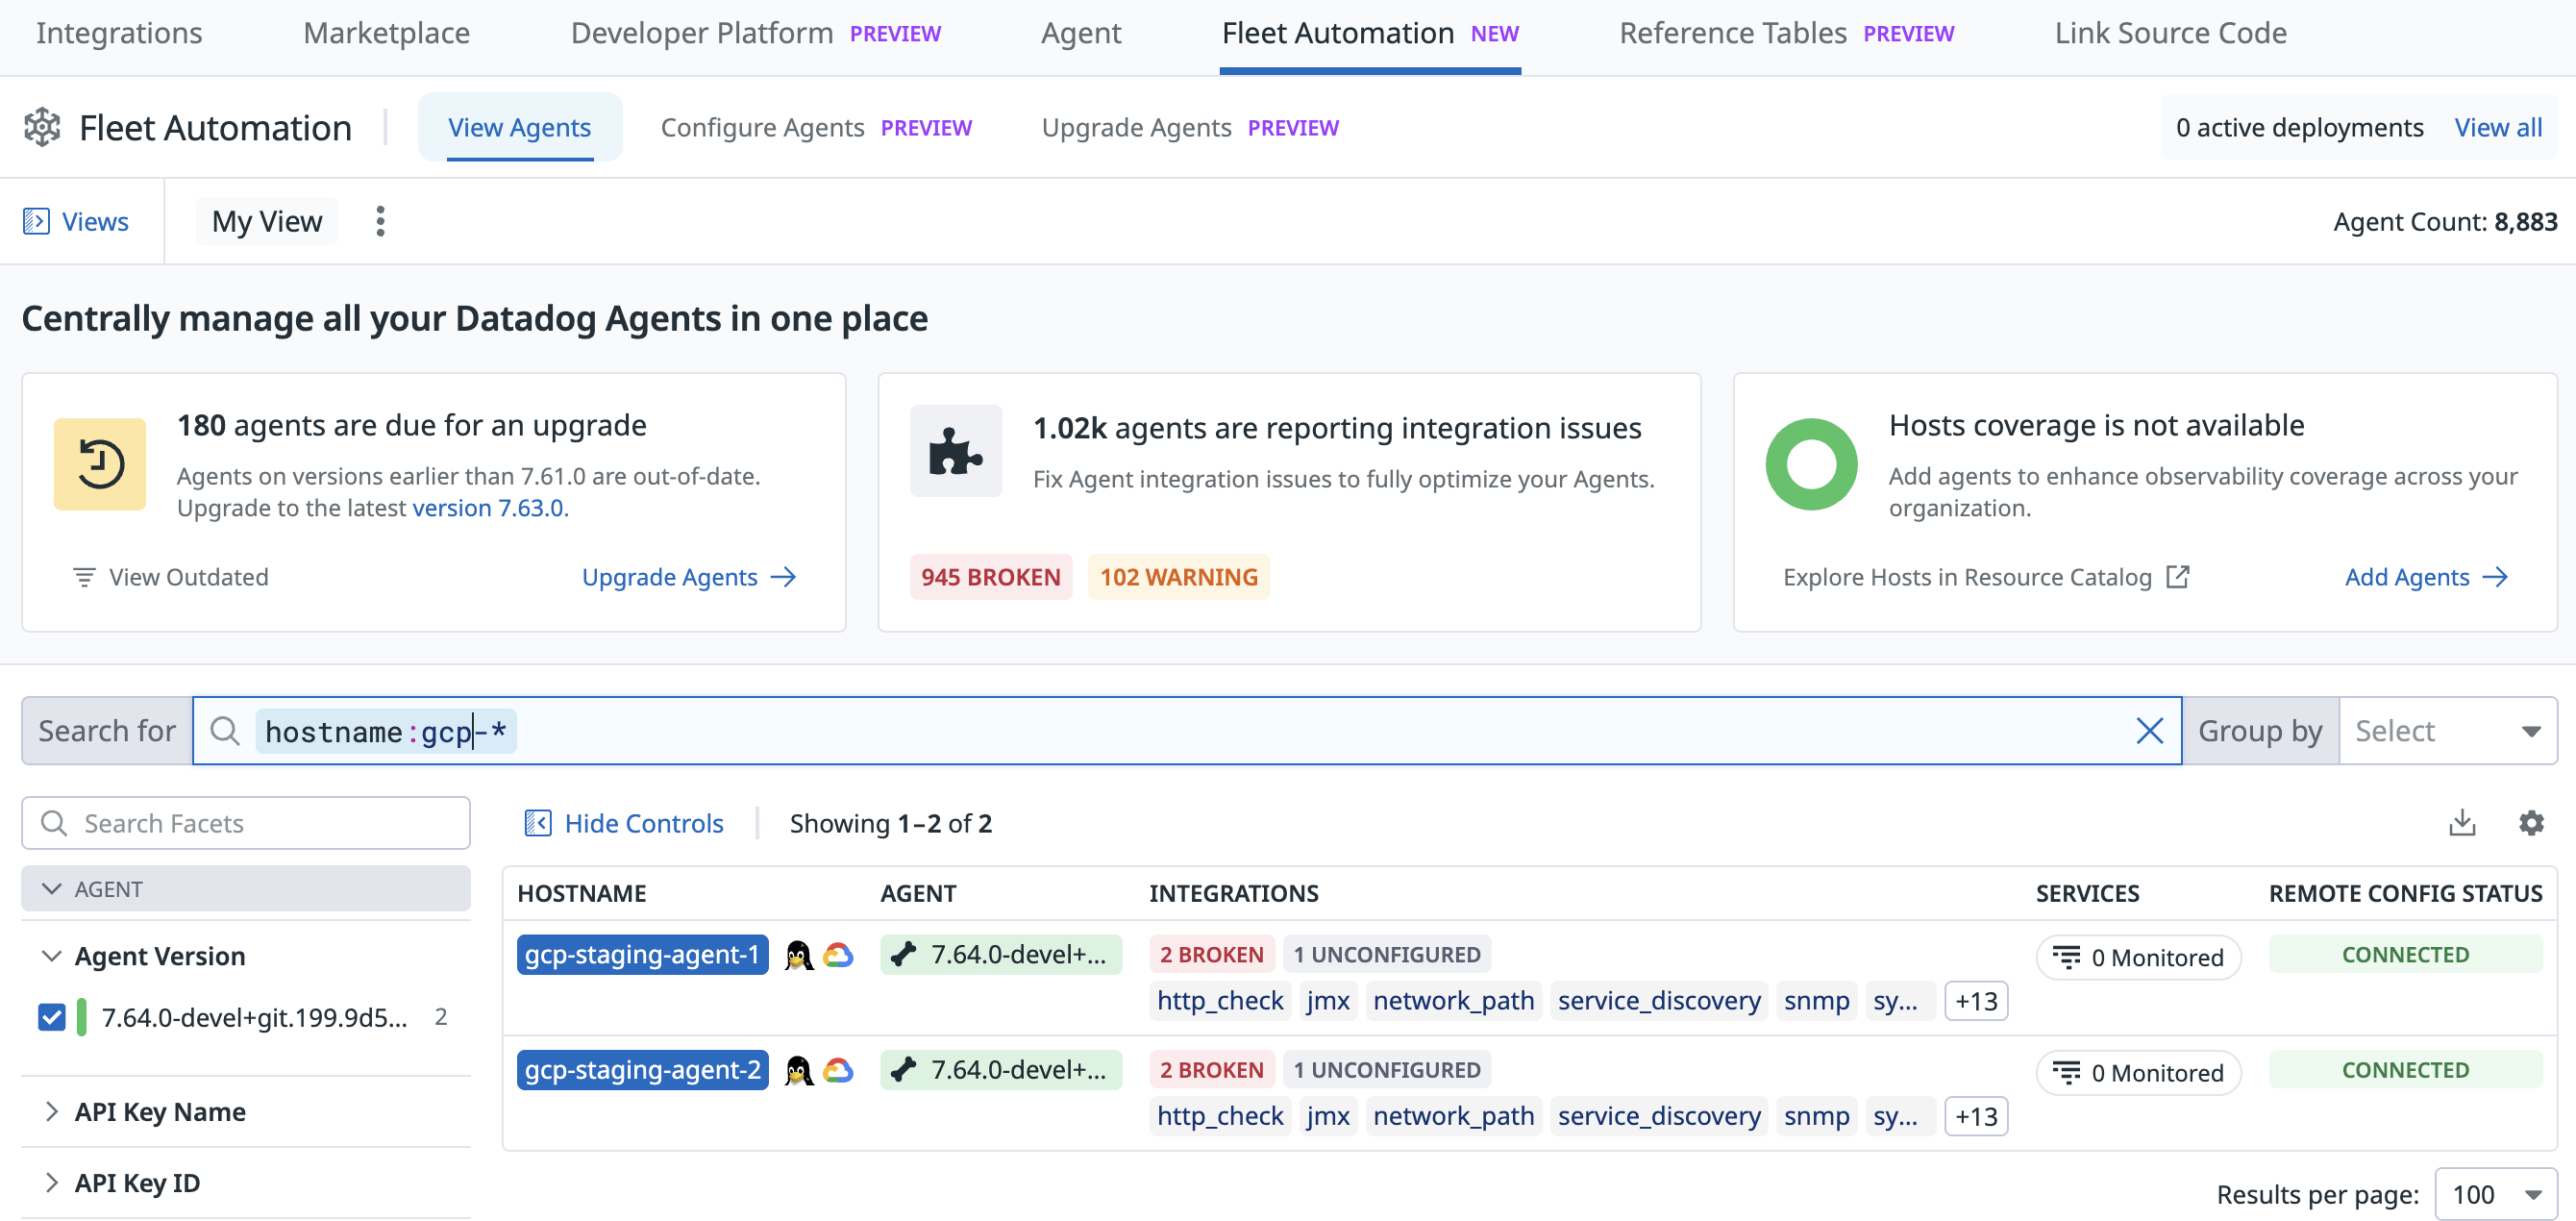 Integrations Marketplace Developer Platform PREVIEW Agent Fleet Automation NEW Reference Tables PREVIEW Link Source Code
Fleet Automation View Agents Configure Agents PREVIEW Upgrade Agents PREVIEW 0 active deployments View all
Views My View Agent Count: 8,883
Centrally manage all your Datadog Agents in one place
180 agents are due for an upgrade
Agents on versions earlier than 7.61.0 are out-of-date.
Upgrade to the latest version 7.63.0.
View Outdated Upgrade Agents
1.02k agents are reporting integration issues
Fix Agent integration issues to fully optimize your Agents.
945 BROKEN 102 WARNING
Hosts coverage is not available
Add agents to enhance observability coverage across your
organization.
Explore Hosts in Resource Catalog Add Agents
Search for hostname:gcp-* Group by Select
Search Facets
AGENT
Agent Version
7.64.0-devel+git.199.9d5... 2
API Key Name
API Key ID
Hide Controls Showing 1–2 of 2
HOSTNAME AGENT INTEGRATIONS SERVICES REMOTE CONFIG STATUS
gcp-staging-agent-1 7.64.0-devel+... 2 BROKEN 1 UNCONFIGURED 0 Monitored CONNECTED
http_check jmx network_path service_discovery snmp sy... +13
gcp-staging-agent-2 7.64.0-devel+... 2 BROKEN 1 UNCONFIGURED 0 Monitored CONNECTED
http_check jmx network_path service_discovery snmp sy... +13
Results per page: 100